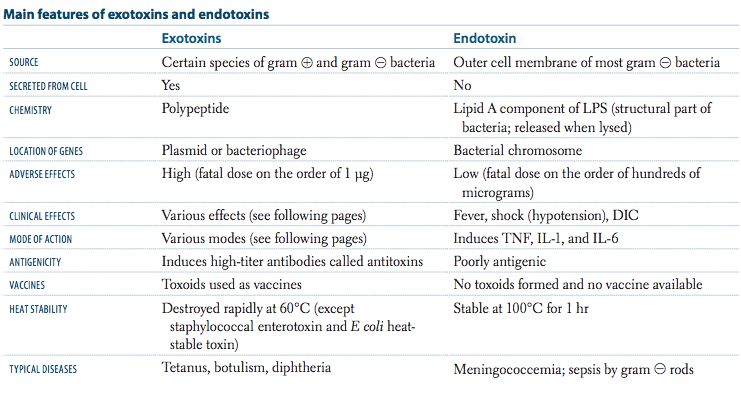 Main features of exotoxins and endotoxins
Exotoxins Endotoxin
SOURCE Certain species of gram ⊕ and gram ⊖ bacteria Outer cell membrane of most gram ⊖ bacteria
SECRETED FROM CELL Yes No
CHEMISTRY Polypeptide Lipid A component of LPS (structural part of
bacteria; released when lysed)
LOCATION OF GENES Plasmid or bacteriophage Bacterial chromosome
ADVERSE EFFECTS High (fatal dose on the order of 1 µg) Low (fatal dose on the order of hundreds of
micrograms)
CLINICAL EFFECTS Various effects (see following pages) Fever, shock (hypotension), DIC
MODE OF ACTION Various modes (see following pages) Induces TNF, IL-1, and IL-6
ANTIGENICITY Induces high-titer antibodies called antitoxins Poorly antigenic
VACCINES Toxoids used as vaccines No toxoids formed and no vaccine available
HEAT STABILITY Destroyed rapidly at 60°C (except Stable at 100°C for 1 hr
staphylococcal enterotoxin and E coli heat-
stable toxin)
TYPICAL DISEASES Tetanus, botulism, diphtheria Meningococcemia; sepsis by gram ⊖ rods